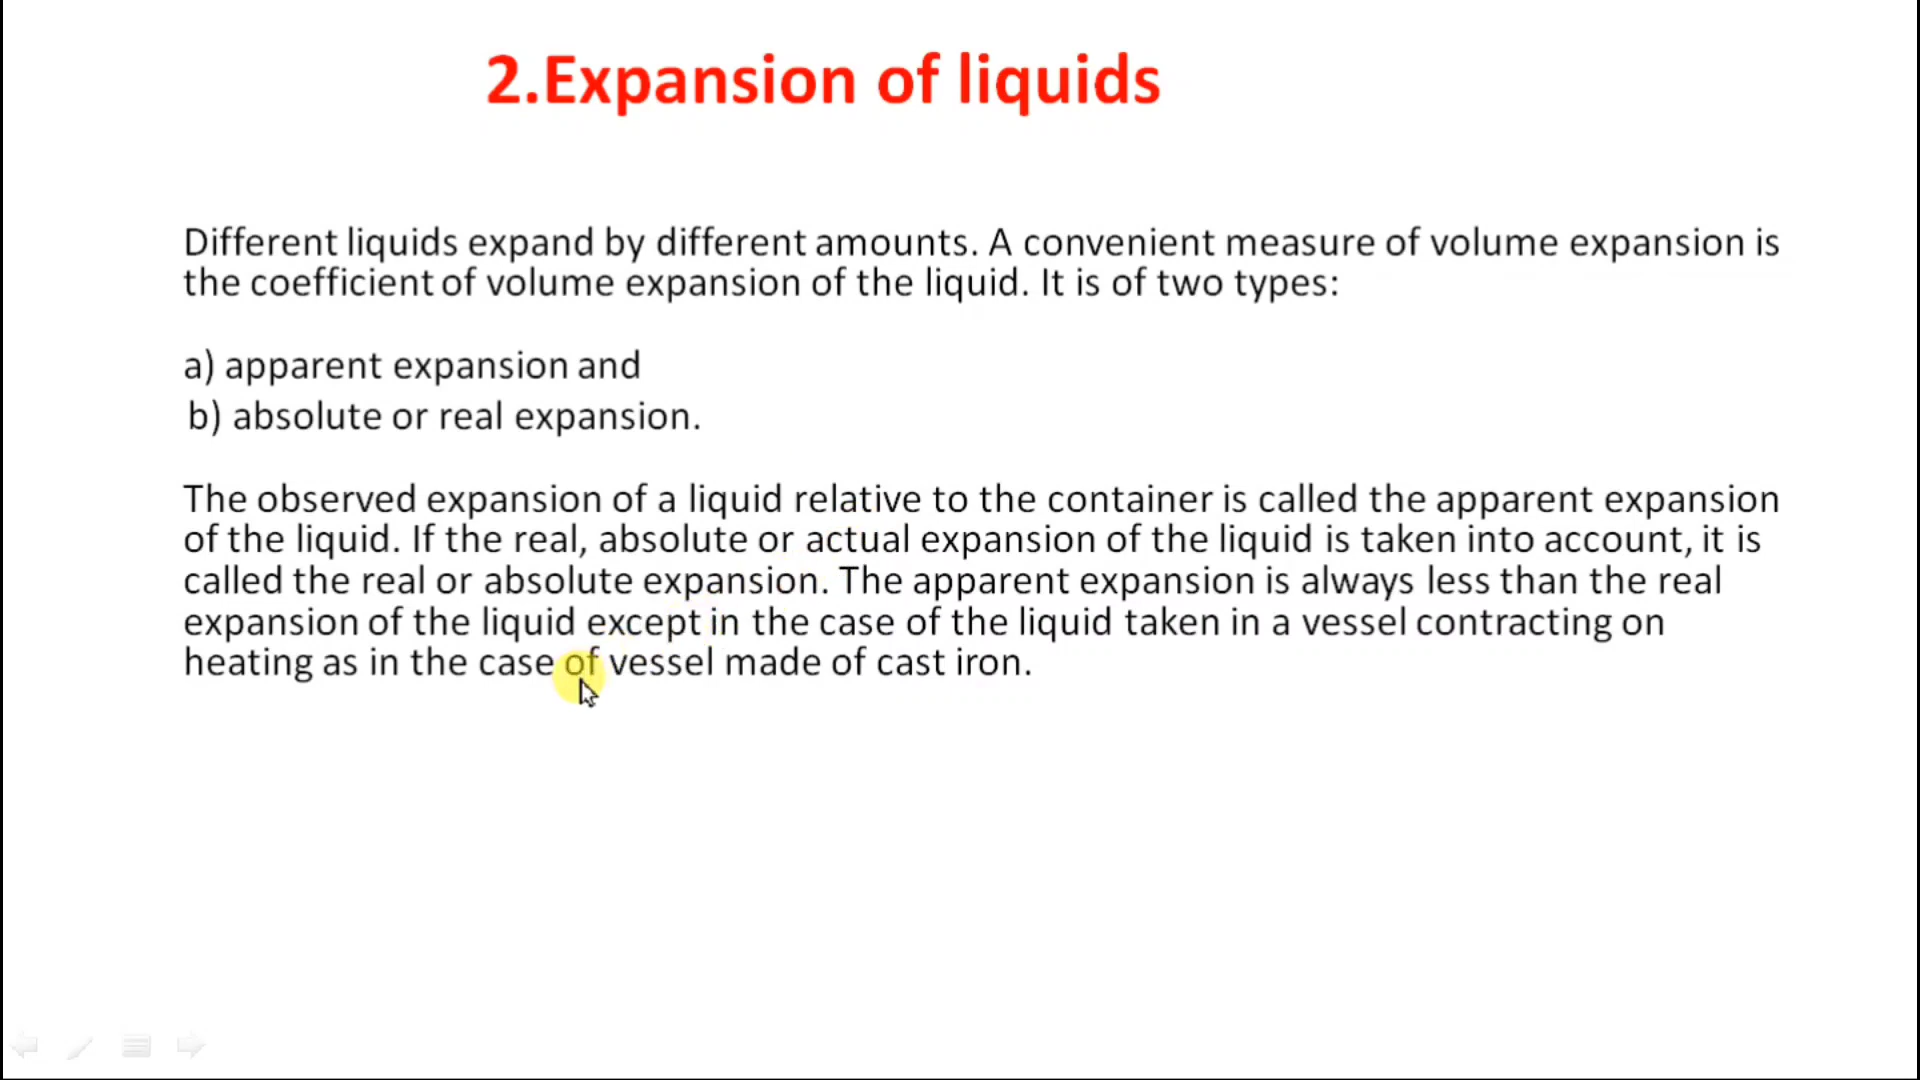 2.Expansion of liquids
Different liquids expand by different amounts. A convenient measure of volume expansion is
the coefficient of volume expansion of the liquid. It is of two types:
a) apparent expansion and
b) absolute or real expansion.
The observed expansion of a liquid relative to the container is called the apparent expansion
of the liquid. If the real, absolute or actual expansion of the liquid is taken into account, it is
called the real or absolute expansion. The apparent expansion is always less than the real
expansion of the liquid except in the case of the liquid taken in a vessel contracting on
heating as in the case of vessel made of cast iron.